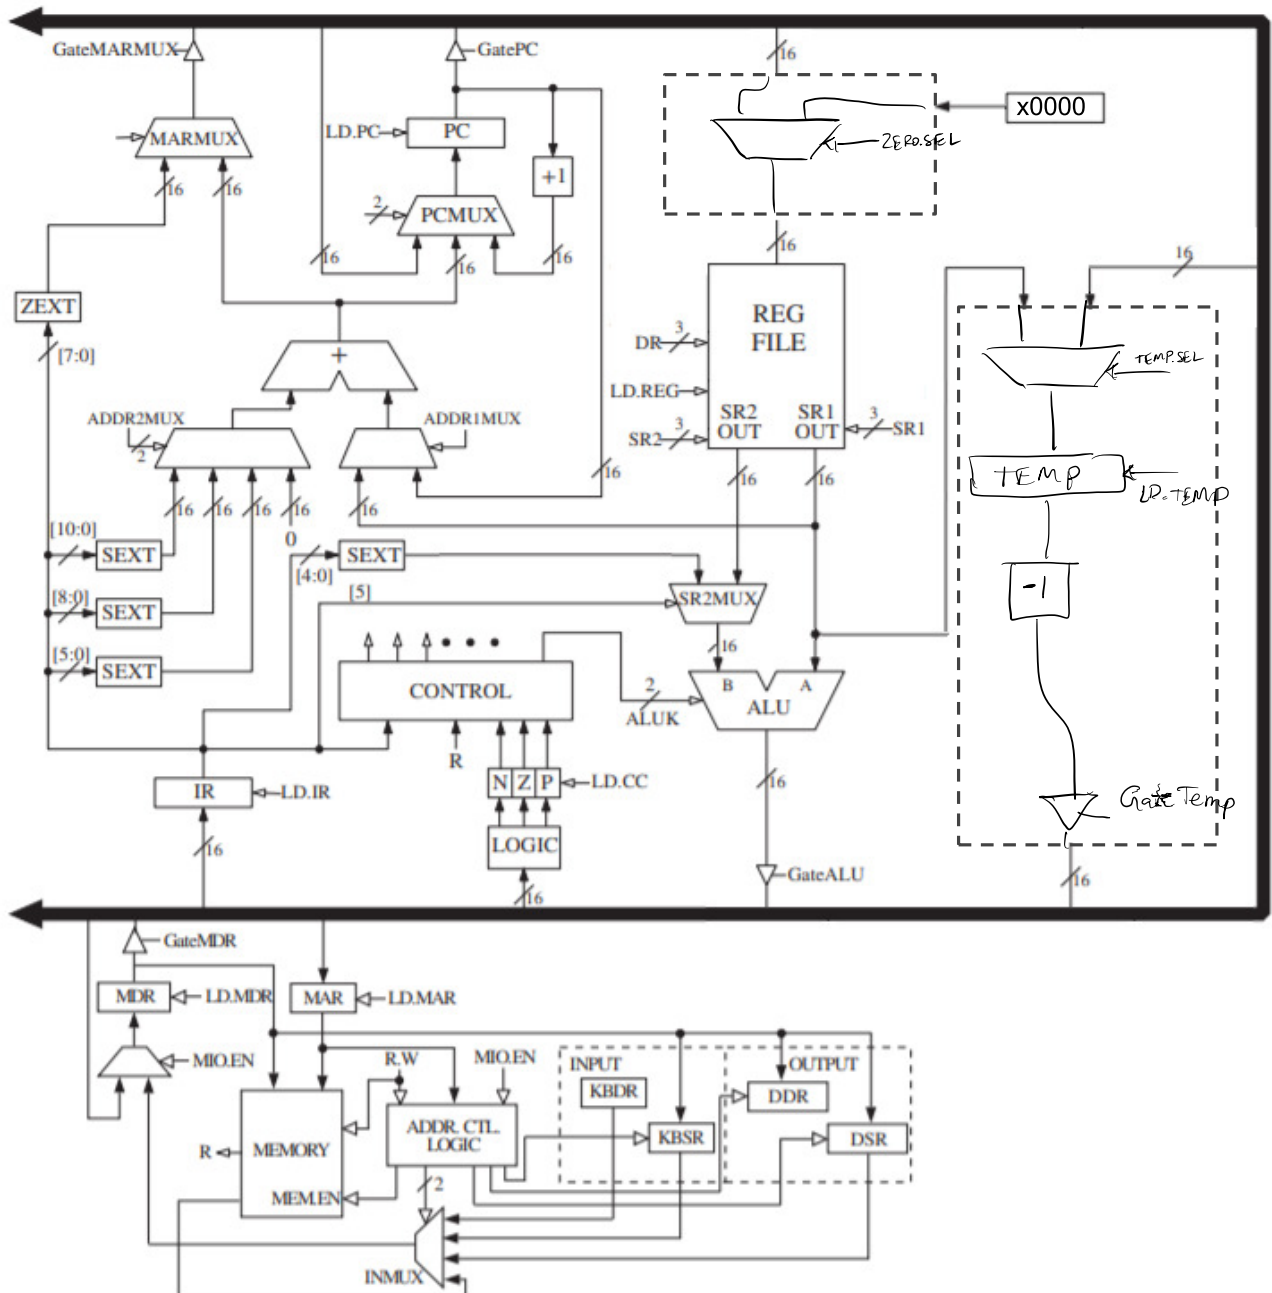 GateMARMUX
GatePC
16
MARMUX
LD.PC
PC
x0000
ZERO.SEL
+1
16
16
2
PCMUX
16
16
16
16
16
ZEXT
[7:0]
REG
FILE
DR
3
+
LD.REG
TEMP.SEL
ADDR2MUX
ADDR1MUX
SR2
OUT
SR1
OUT
3
SR1
2
SR2
3
16
16
16
TEMP
LD.TEMP
16
16
16
16
16
[10:0]
0
SEXT
[4:0]
SEXT
-1
[8:0]
SEXT
[5]
SR2MUX
[5:0]
SEXT
16
CONTROL
B
A
2
ALU
ALUK
R
16
IR
LD.IR
N
Z
P
LD.CC
Gate Temp
16
LOGIC
GateALU
16
16
GateMDR
MDR
LD.MDR
MAR
LD.MAR
MIO.EN
R.W
MIO.EN
INPUT
OUTPUT
KBDR
DDR
MEMORY
ADDR. CTL.
LOGIC
KBSR
DSR
R
MEM.EN
2
INMUX